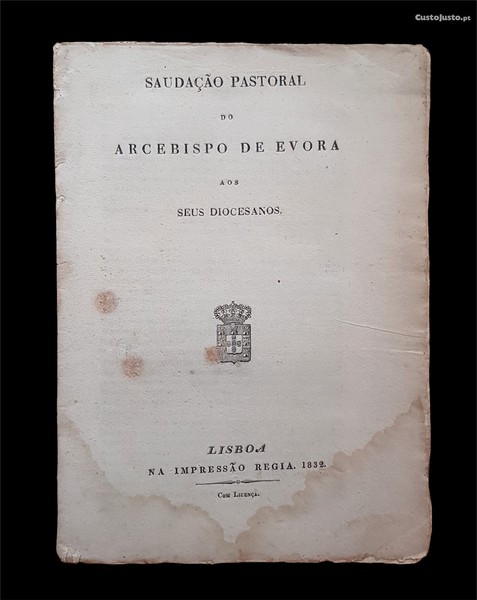 CustoJusto.pt
SAUDAÇÃO PASTORAL
DO
ARCEBISPO DE EVORA
AOS
SEUS DIOCESANOS.
LISBOA
NA IMPRESSÃO REGIA. 1832.
Com Licença.